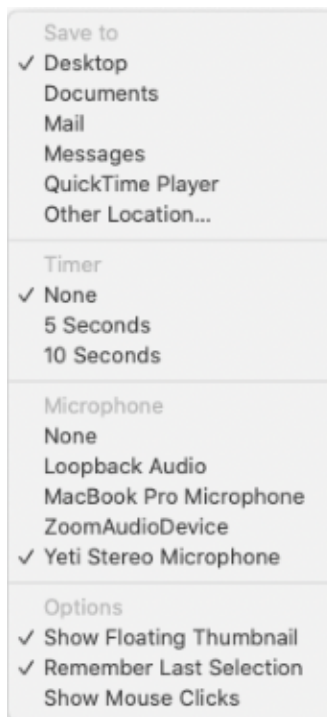 Save to
✓ Desktop
Documents
Mail
Messages
QuickTime Player
Other Location...
Timer
✓ None
5 Seconds
10 Seconds
Microphone
None
Loopback Audio
MacBook Pro Microphone
ZoomAudioDevice
✓ Yeti Stereo Microphone
Options
✓ Show Floating Thumbnail
✓ Remember Last Selection
Show Mouse Clicks